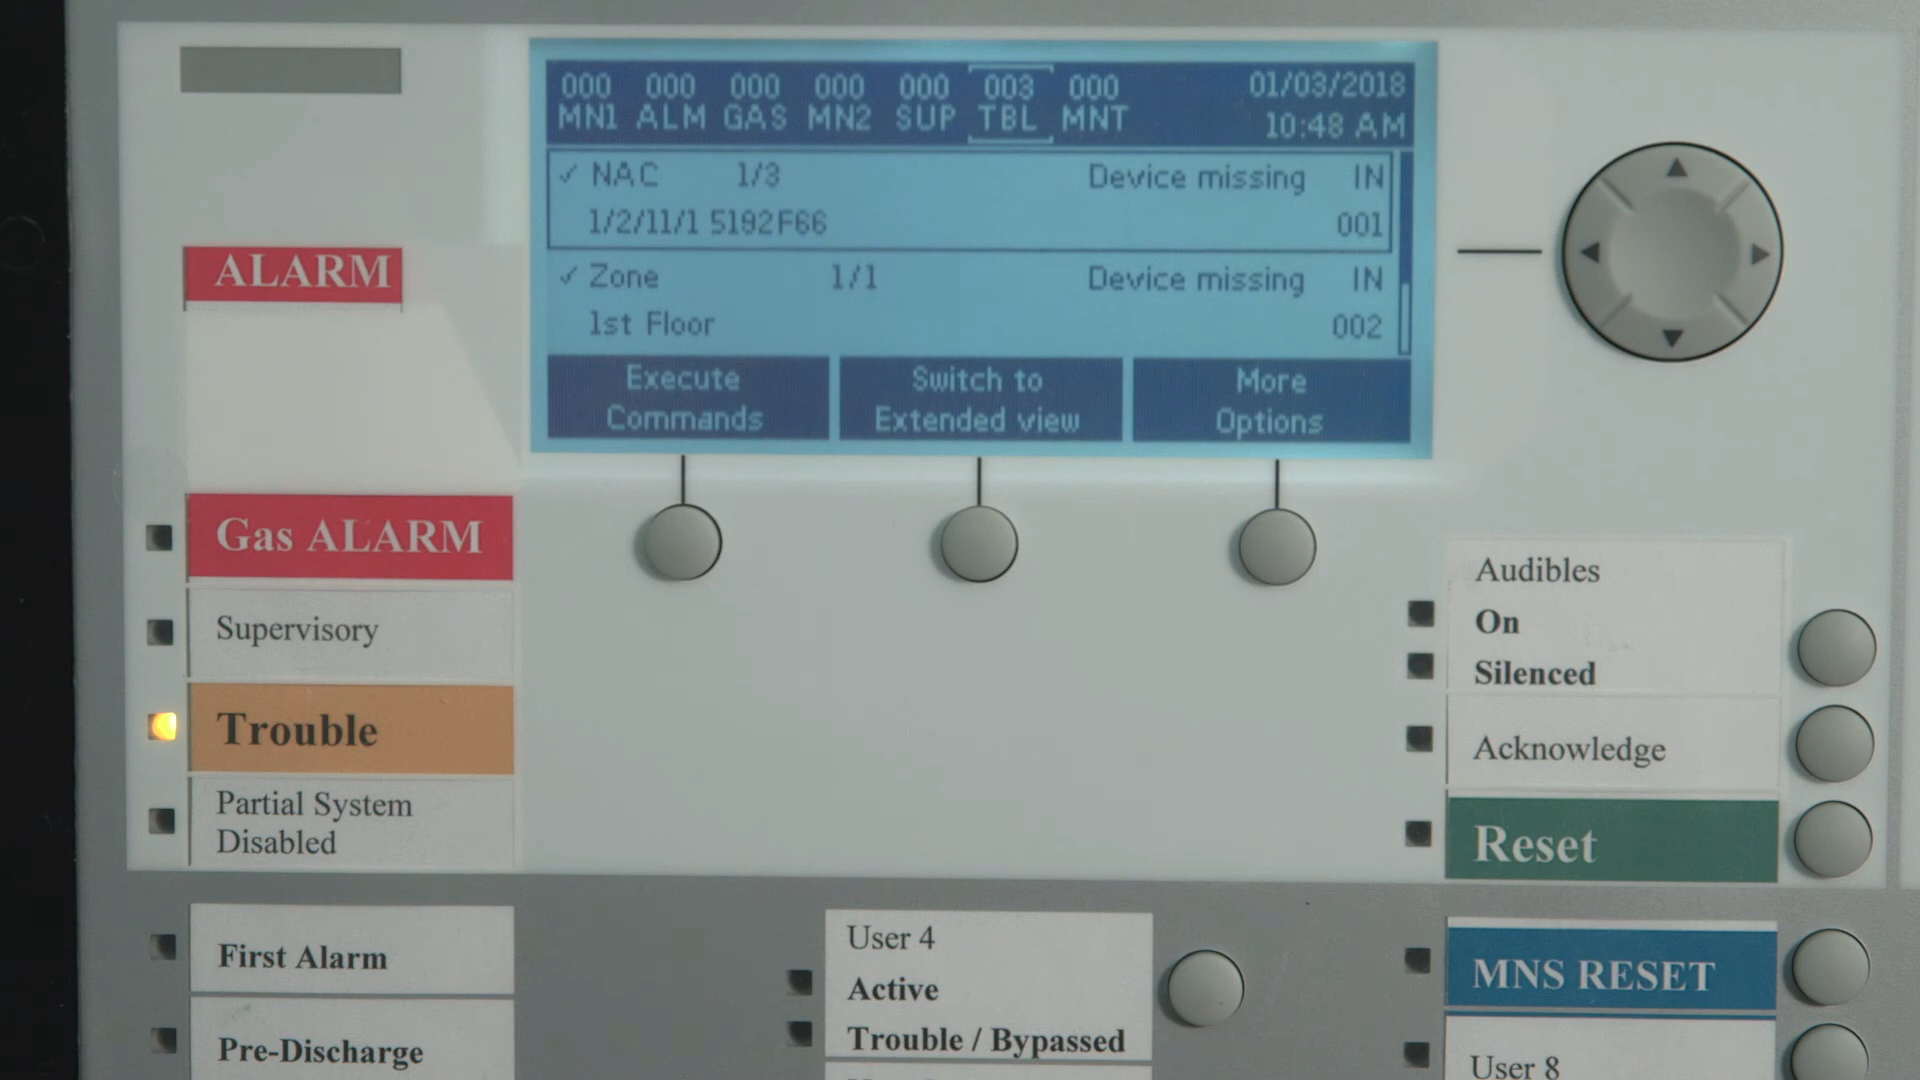 000 000 000 000 000 003 000 01/03/2018
MN1 ALM GAS MN2 SUP TBL MNT 10:48 AM
✓ NAC 1/3 Device missing IN
1/2/11/1 5192F66 001
✓ Zone 1/1 Device missing IN
1st Floor 002
Execute Commands
Switch to Extended view
More Options
ALARM
Gas ALARM
Supervisory
Trouble
Partial System
Disabled
Audibles
On
Silenced
Acknowledge
Reset
First Alarm
Pre-Discharge
User 4
Active
Trouble / Bypassed
MNS RESET
User 8